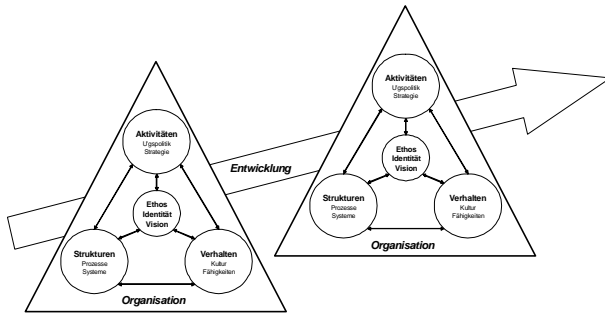 Aktivitäten
Ugspolitik
Strategie
Ethos
Identität
Vision
Strukturen
Prozesse
Systeme
Verhalten
Kultur
Fähigkeiten
Organisation
Entwicklung
Aktivitäten
Ugspolitik
Strategie
Ethos
Identität
Vision
Strukturen
Prozesse
Systeme
Verhalten
Kultur
Fähigkeiten
Organisation